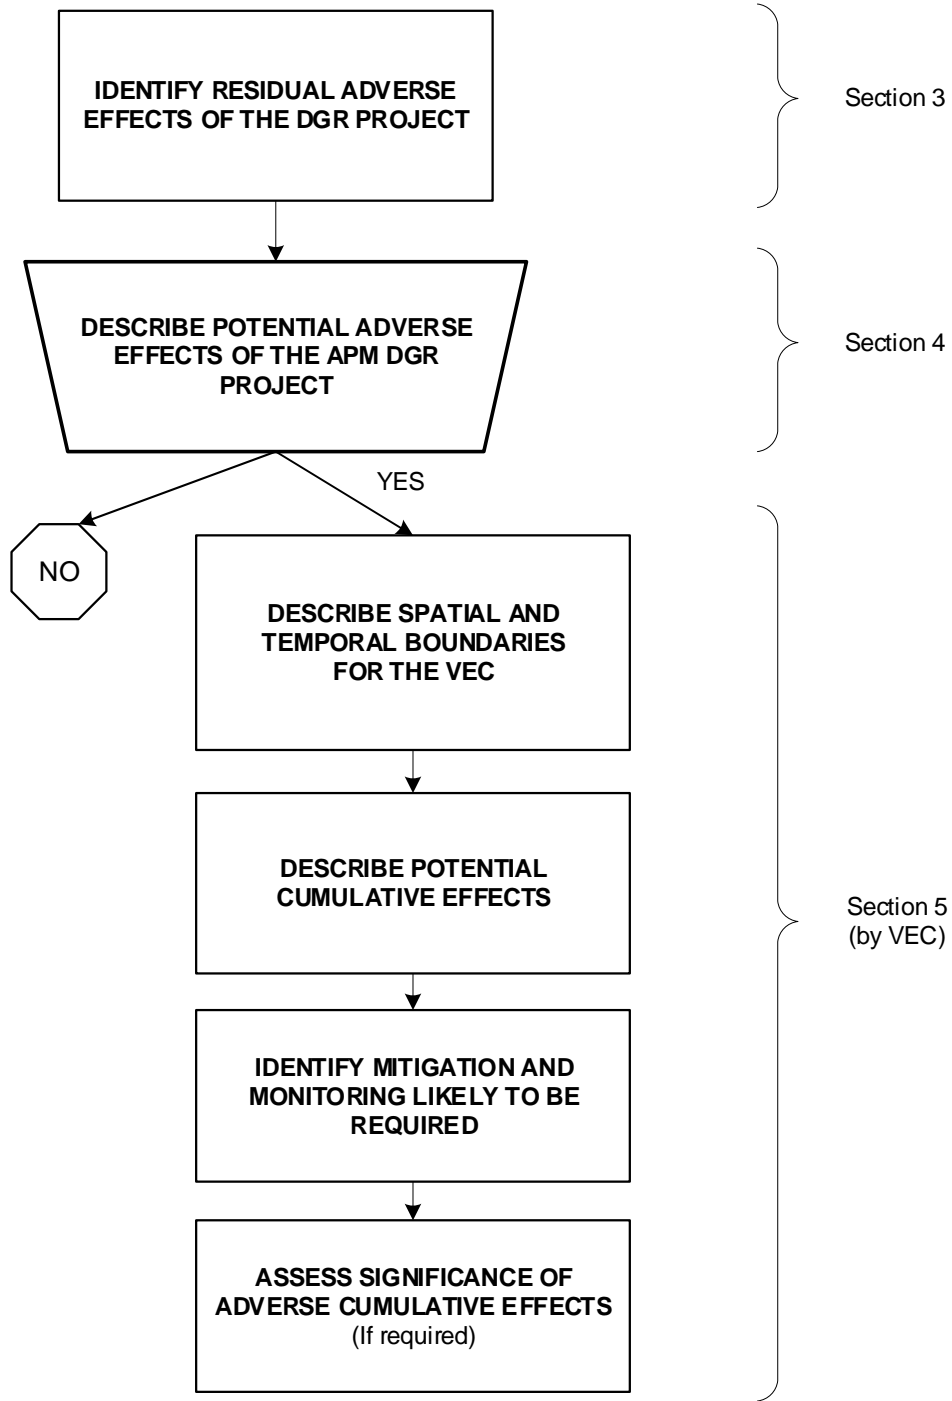 IDENTIFY RESIDUAL ADVERSE
EFFECTS OF THE DGR PROJECT
Section 3
DESCRIBE POTENTIAL ADVERSE
EFFECTS OF THE APM DGR
PROJECT
Section 4
YES
NO
DESCRIBE SPATIAL AND
TEMPORAL BOUNDARIES
FOR THE VEC
DESCRIBE POTENTIAL
CUMULATIVE EFFECTS
Section 5
(by VEC)
IDENTIFY MITIGATION AND
MONITORING LIKELY TO BE
REQUIRED
ASSESS SIGNIFICANCE OF
ADVERSE CUMULATIVE EFFECTS
(If required)